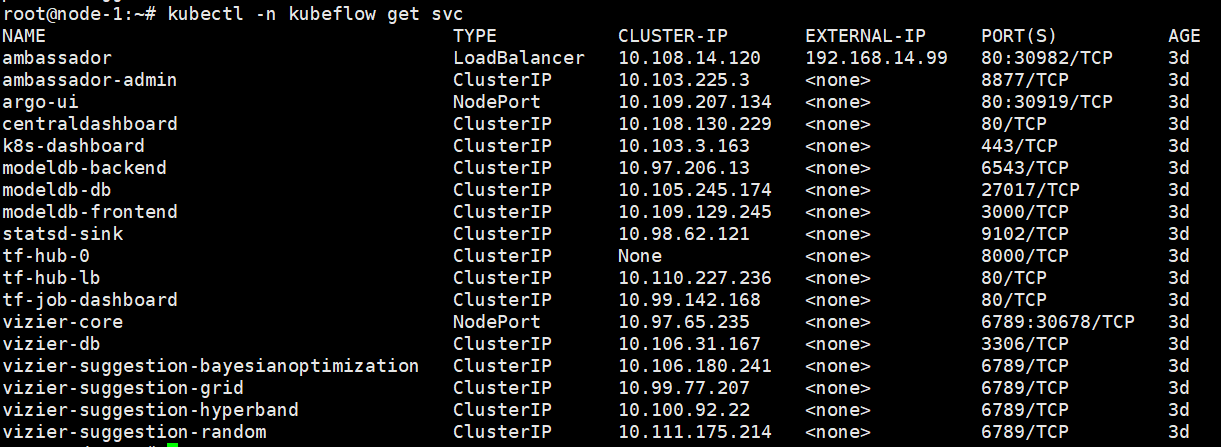 root@node-1:~# kubectl -n kubeflow get svc
NAME TYPE CLUSTER-IP EXTERNAL-IP PORT(S) AGE
ambassador LoadBalancer 10.108.14.120 192.168.14.99 80:30982/TCP 3d
ambassador-admin ClusterIP 10.103.225.3 <none> 8877/TCP 3d
argo-ui NodePort 10.109.207.134 <none> 80:30919/TCP 3d
centraldashboard ClusterIP 10.108.130.229 <none> 80/TCP 3d
k8s-dashboard ClusterIP 10.103.3.163 <none> 443/TCP 3d
modeldb-backend ClusterIP 10.97.206.13 <none> 6543/TCP 3d
modeldb-db ClusterIP 10.105.245.174 <none> 27017/TCP 3d
modeldb-frontend ClusterIP 10.109.129.245 <none> 3000/TCP 3d
statsd-sink ClusterIP 10.98.62.121 <none> 9102/TCP 3d
tf-hub-0 ClusterIP None <none> 8000/TCP 3d
tf-hub-lb ClusterIP 10.110.227.236 <none> 80/TCP 3d
tf-job-dashboard ClusterIP 10.99.142.168 <none> 80/TCP 3d
vizier-core NodePort 10.97.65.235 <none> 6789:30678/TCP 3d
vizier-db ClusterIP 10.106.31.167 <none> 3306/TCP 3d
vizier-suggestion-bayesianoptimization ClusterIP 10.106.180.241 <none> 6789/TCP 3d
vizier-suggestion-grid ClusterIP 10.99.77.207 <none> 6789/TCP 3d
vizier-suggestion-hyperband ClusterIP 10.100.92.22 <none> 6789/TCP 3d
vizier-suggestion-random ClusterIP 10.111.175.214 <none> 6789/TCP 3d